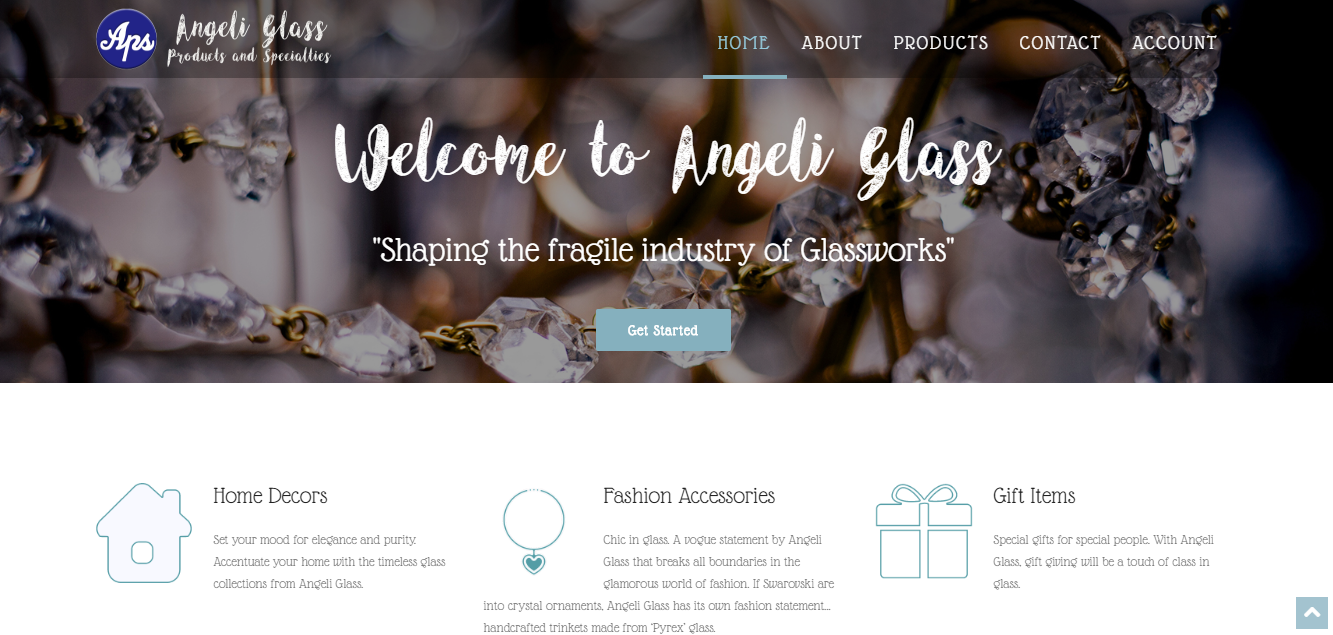 Aps
Angeli Glass
Products and Specialties
HOME ABOUT PRODUCTS CONTACT ACCOUNT
Welcome to Angeli Glass
"Shaping the fragile industry of Glassworks"
Get Started
Home Decors
Set your mood for elegance and purity.
Accentuate your home with the timeless glass
collections from Angeli Glass.
Fashion Accessories
Chic in glass. A vogue statement by Angeli
Glass that breaks all boundaries in the
glamorous world of fashion. If Swarovski are
into crystal ornaments, Angeli Glass has its own fashion statement...
handcrafted trinkets made from ‘Pyrex’ glass.
Gift Items
Special gifts for special people. With Angeli
Glass, gift giving will be a touch of class in
glass.